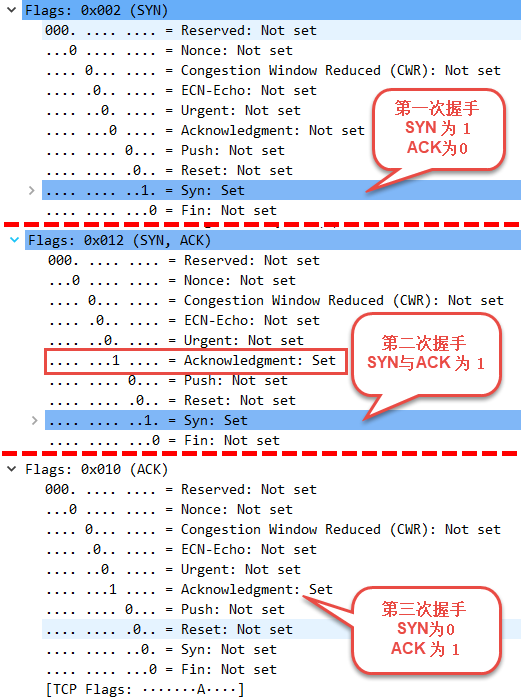 Flags: 0x002 (SYN)
000. .... .... = Reserved: Not set
...0 .... .... = Nonce: Not set
.... 0... .... = Congestion Window Reduced (CWR): Not set
.... .0.. .... = ECN-Echo: Not set
.... ..0. .... = Urgent: Not set
.... ...0 .... = Acknowledgment: Not set
.... .... 0... = Push: Not set
.... .... .0.. = Reset: Not set
.... .... ..1. = Syn: Set
.... .... ...0 = Fin: Not set
第一次握手
SYN 为 1
ACK为0
Flags: 0x012 (SYN, ACK)
000. .... .... = Reserved: Not set
...0 .... .... = Nonce: Not set
.... 0... .... = Congestion Window Reduced (CWR): Not set
.... .0.. .... = ECN-Echo: Not set
.... ..0. .... = Urgent: Not set
.... ...1 .... = Acknowledgment: Set
.... .... 0... = Push: Not set
.... .... .0.. = Reset: Not set
.... .... ..1. = Syn: Set
.... .... ...0 = Fin: Not set
第二次握手
SYN与ACK 为 1
Flags: 0x010 (ACK)
000. .... .... = Reserved: Not set
...0 .... .... = Nonce: Not set
.... 0... .... = Congestion Window Reduced (CWR): Not set
.... .0.. .... = ECN-Echo: Not set
.... ..0. .... = Urgent: Not set
.... ...1 .... = Acknowledgment: Set
.... .... 0... = Push: Not set
.... .... .0.. = Reset: Not set
.... .... ..0. = Syn: Not set
.... .... ...0 = Fin: Not set
[TCP Flags: ·······A····]
第三次握手
SYN为0
ACK 为 1